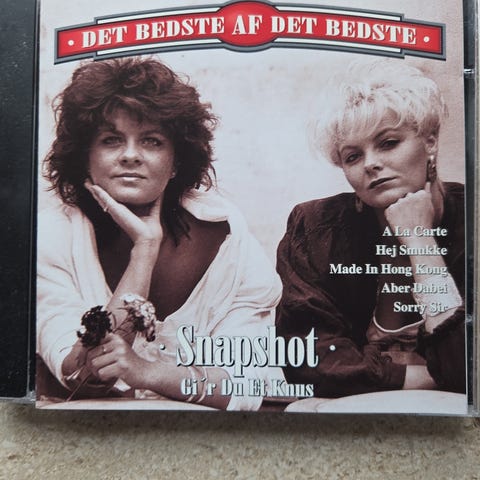 · DET BEDSTE AF DET BEDSTE ·
A La Carte
Hej Smukke
Made In Hong Kong
Aber Dabei
Sorry Sir
· Snapshot ·
Gi´r Du Et Knus